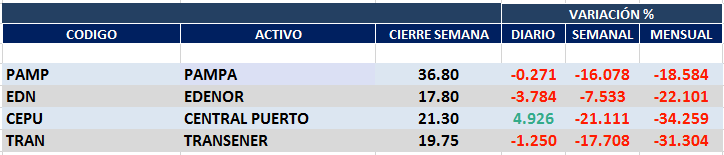 VARIACIÓN %
CODIGO ACTIVO CIERRE SEMANA DIARIO SEMANAL MENSUAL
PAMP PAMPA 36.80 -0.271 -16.078 -18.584
EDN EDENOR 17.80 -3.784 -7.533 -22.101
CEPU CENTRAL PUERTO 21.30 4.926 -21.111 -34.259
TRAN TRANSENER 19.75 -1.250 -17.708 -31.304